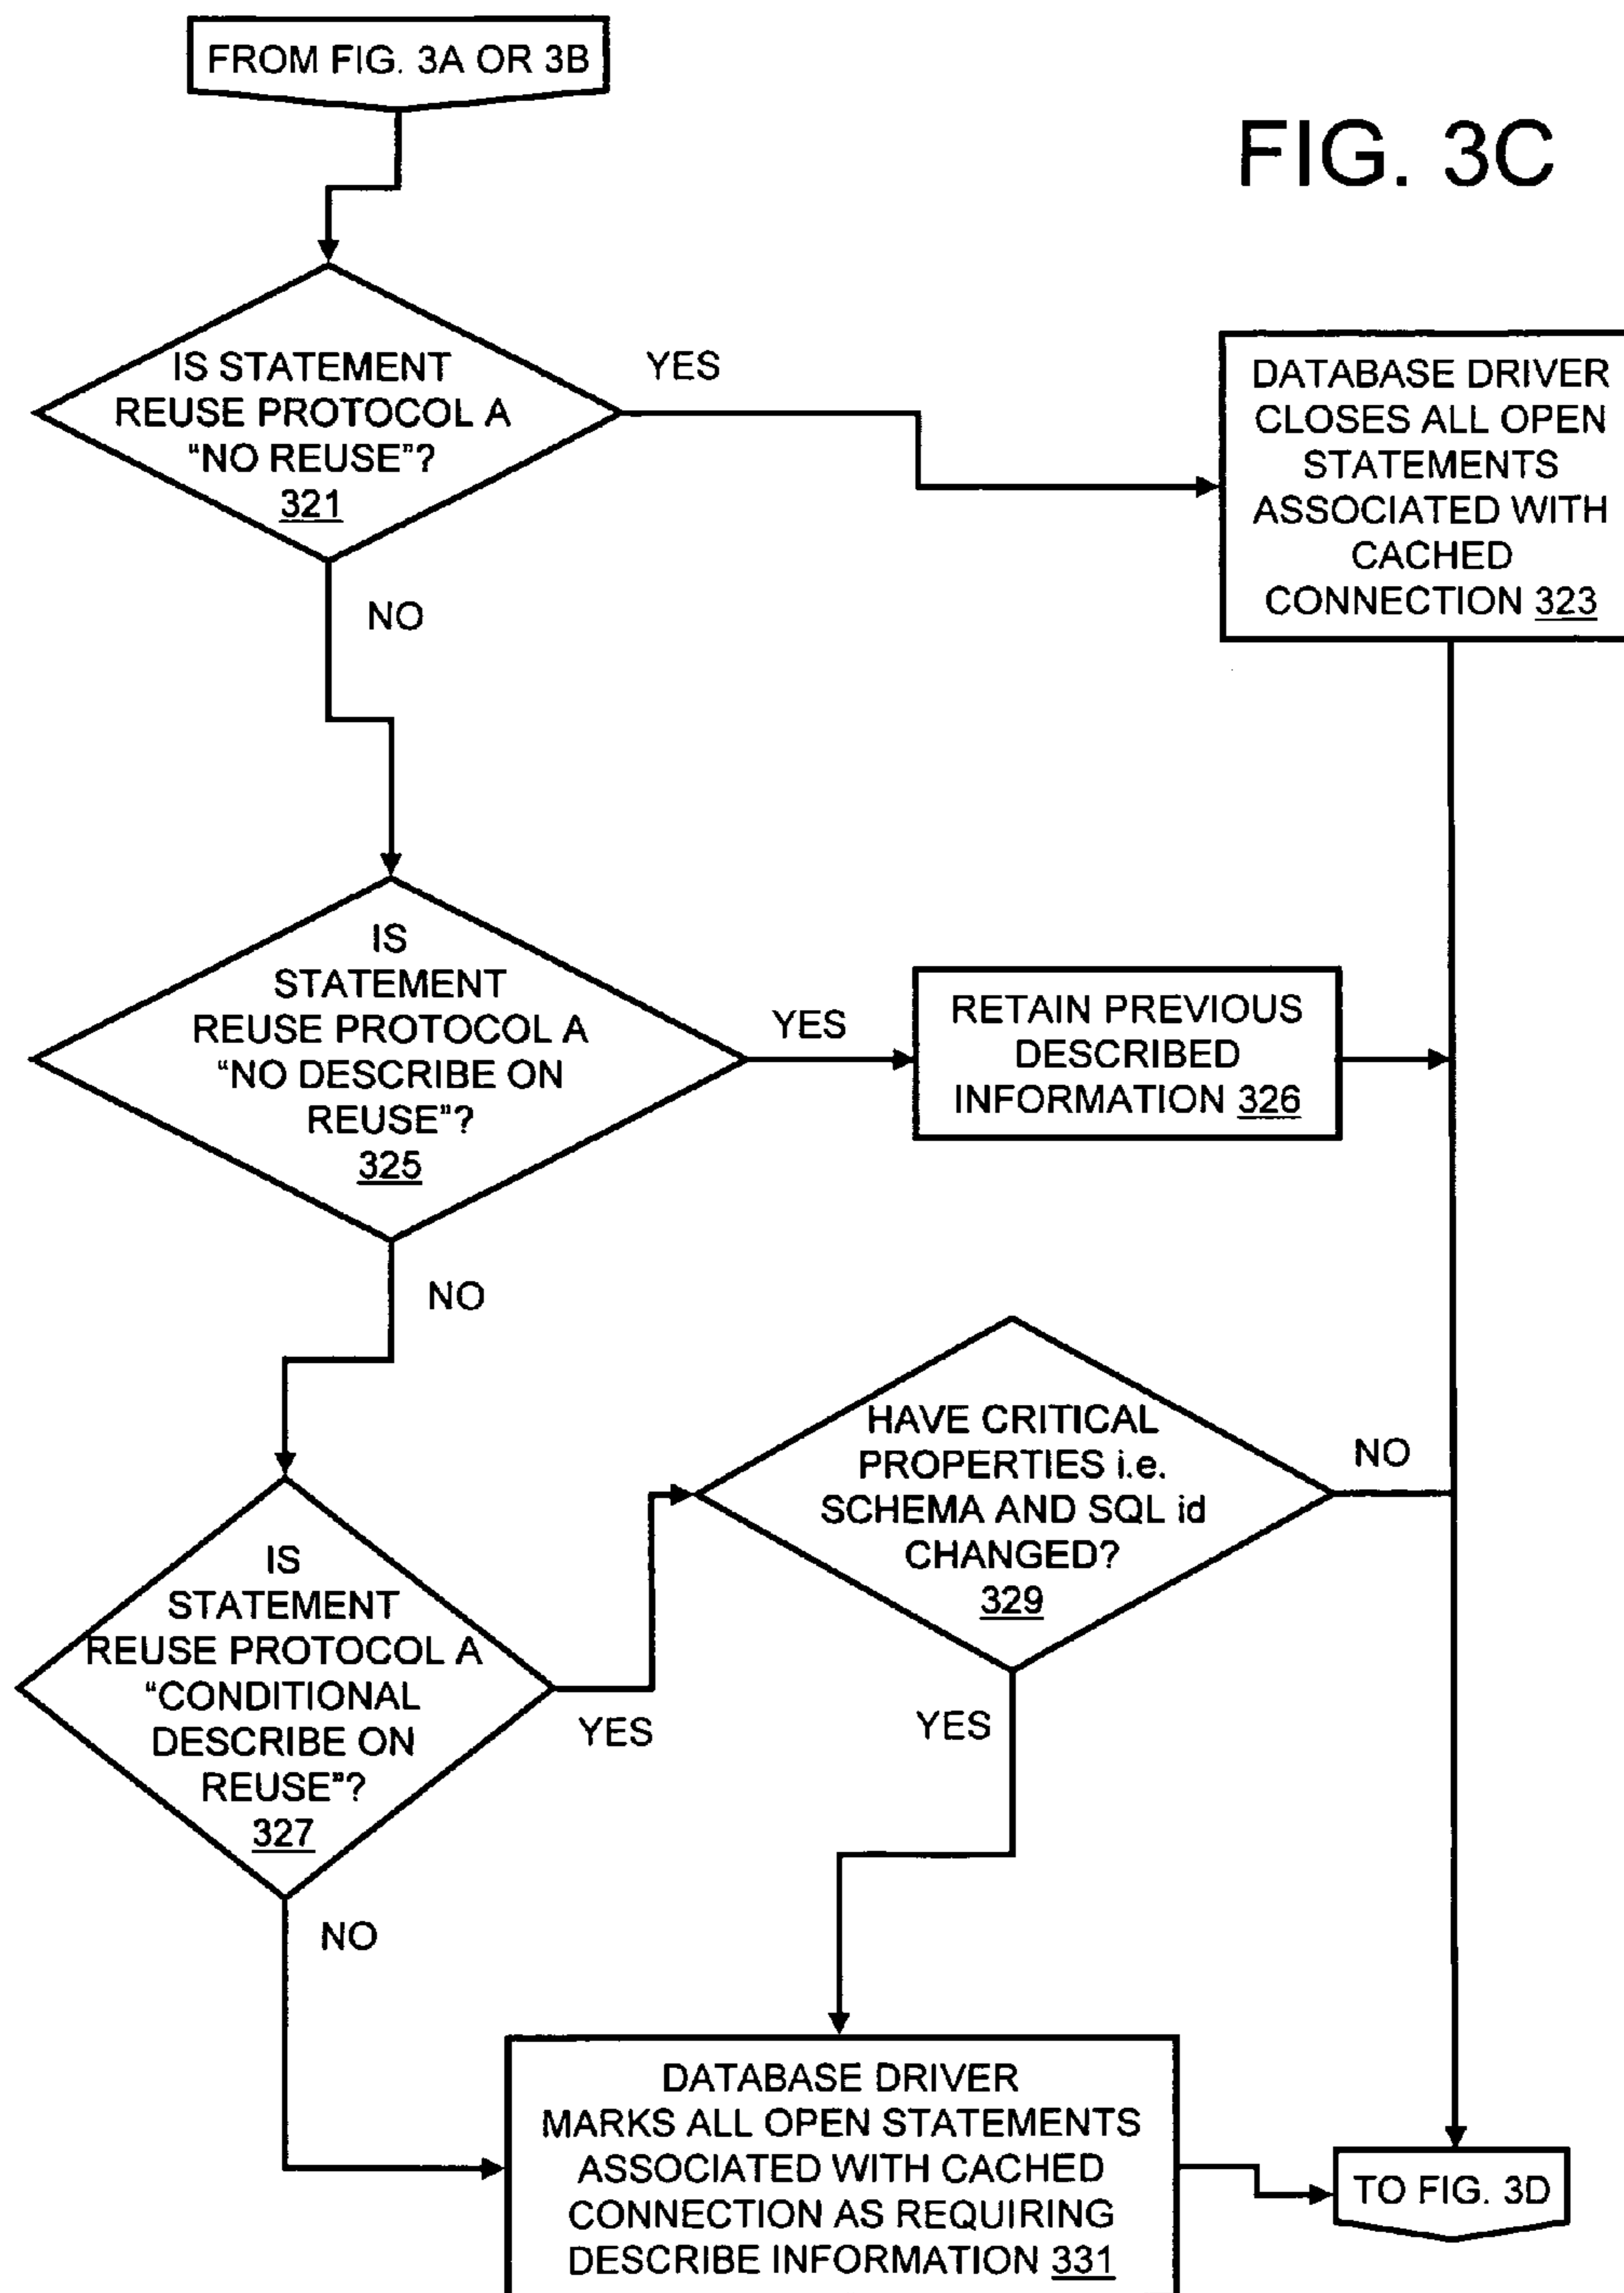 FROM FIG. 3A OR 3B
FIG. 3C
IS STATEMENT
REUSE PROTOCOL A
“NO REUSE”?
321
YES
NO
DATABASE DRIVER
CLOSES ALL OPEN
STATEMENTS
ASSOCIATED WITH
CACHED
CONNECTION 323
IS
STATEMENT
REUSE PROTOCOL A
“NO DESCRIBE ON
REUSE”?
325
YES
NO
RETAIN PREVIOUS
DESCRIBED
INFORMATION 326
IS
STATEMENT
REUSE PROTOCOL A
“CONDITIONAL
DESCRIBE ON
REUSE”?
327
YES
NO
HAVE CRITICAL
PROPERTIES i.e.
SCHEMA AND SQL id
CHANGED?
329
NO
YES
DATABASE DRIVER
MARKS ALL OPEN STATEMENTS
ASSOCIATED WITH CACHED
CONNECTION AS REQUIRING
DESCRIBE INFORMATION 331
TO FIG. 3D